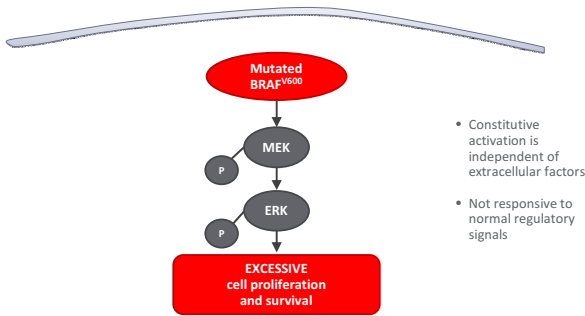 Mutated
BRAFV600
MEK
P
ERK
P
EXCESSIVE
cell proliferation
and survival
• Constitutive
activation is
independent of
extracellular factors
• Not responsive to
normal regulatory
signals